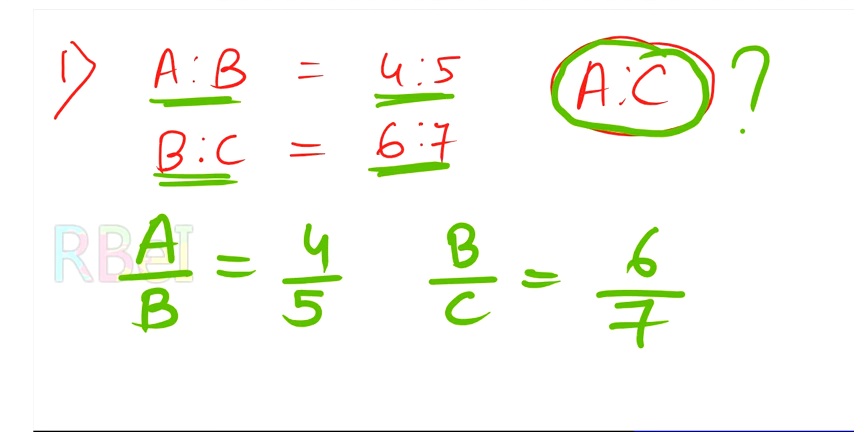 1) A:B = 4:5 A:C ?
B:C = 6:7
RBeI
A/B = 4/5 B/C = 6/7